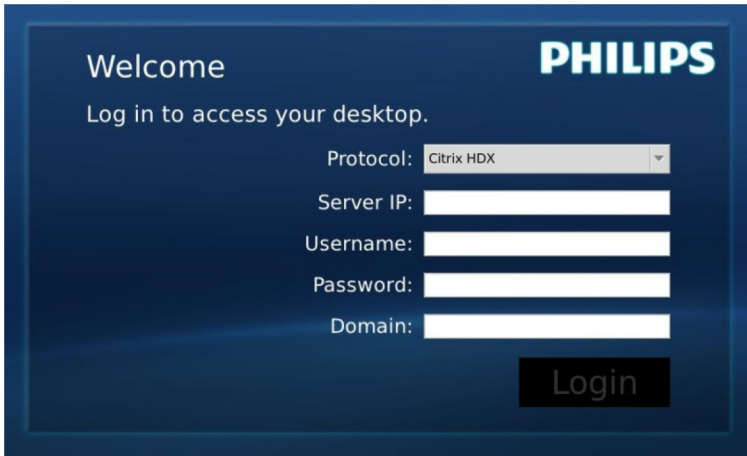 PHILIPS
Welcome
Log in to access your desktop.
Protocol: Citrix HDX
Server IP:
Username:
Password:
Domain:
Login